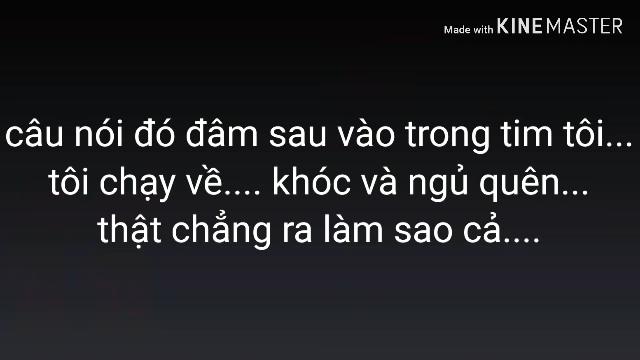 Made with KINEMASTER
câu nói đó đâm sau vào trong tim tôi...
tôi chạy về.... khóc và ngủ quên...
thật chẳng ra làm sao cả....